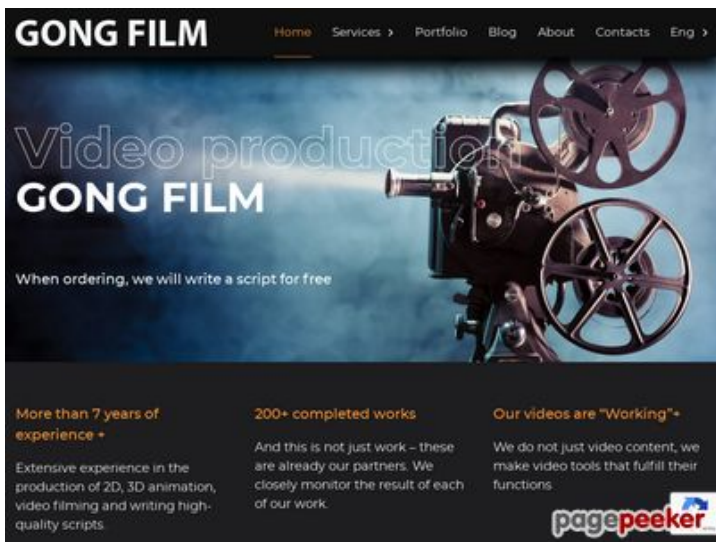 GONG FILM
Home Services Portfolio Blog About Contacts Eng
Video production
GONG FILM
When ordering, we will write a script for free
More than 7 years of
experience +
Extensive experience in the
production of 2D, 3D animation,
video filming and writing high-
quality scripts.
200+ completed works
And this is not just work – these
are already our partners. We
closely monitor the result of each
of our work.
Our videos are “Working”+
We do not just video content, we
make video tools that fulfill their
functions
pagepeeker